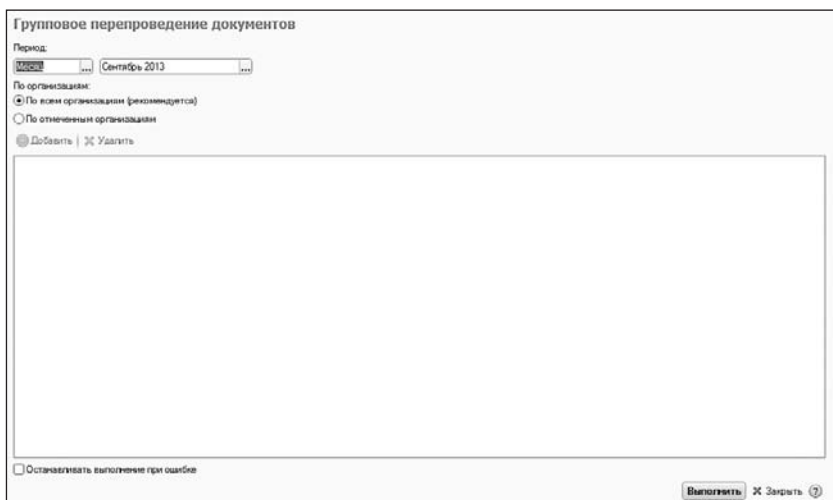 Групповое перепроведение документов
Период:
Месяц ... Сентябрь 2013 ...
По организациям:
По всем организациям (рекомендуется)
По отмеченным организациям
Добавить | Удалить
Останавливать выполнение при ошибке
Выполнить Закрыть ?